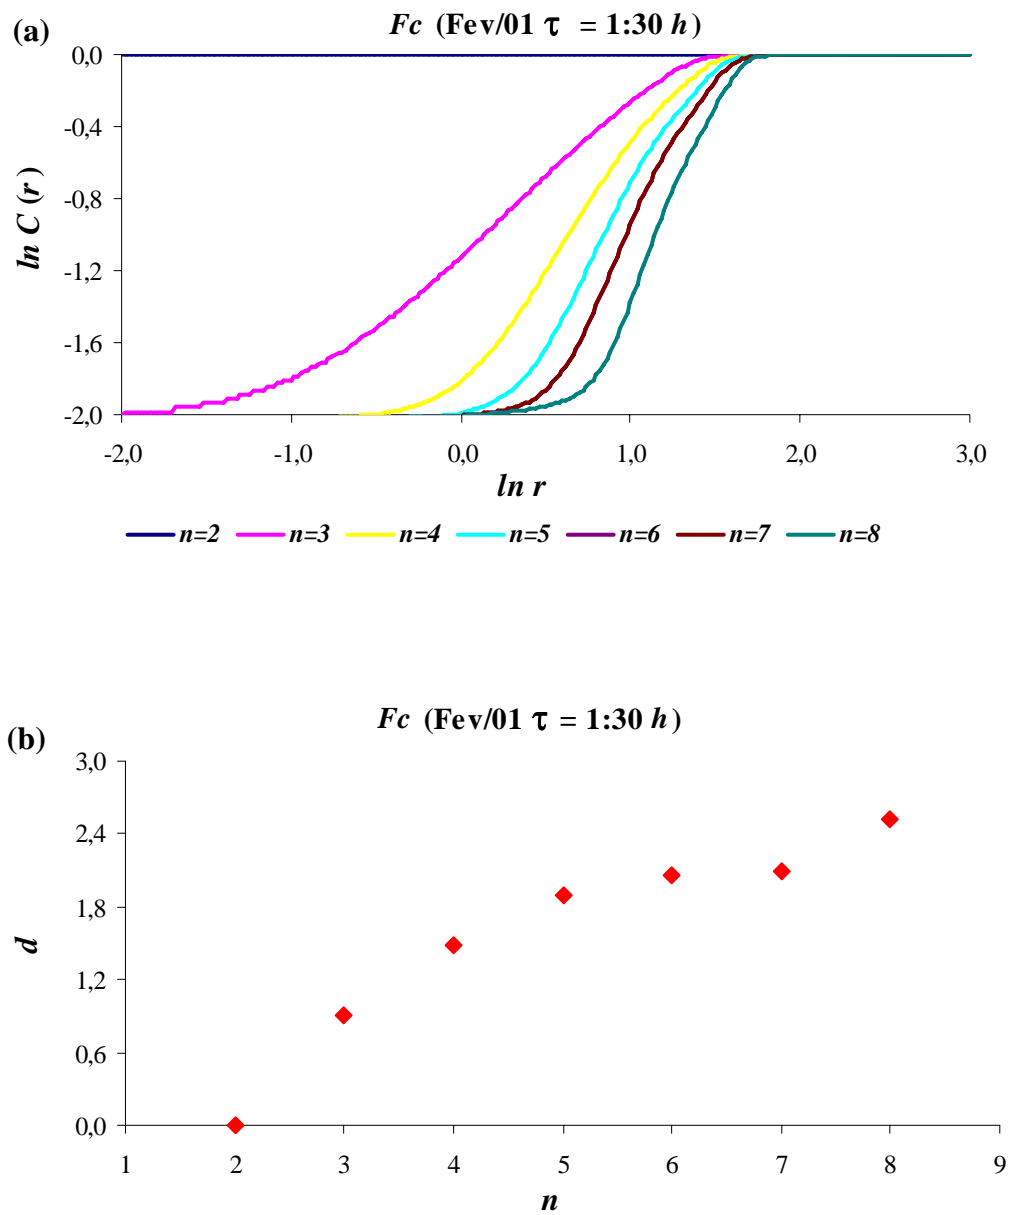 (a)
Fc (Fev/01 τ = 1:30 h)
0,0
-0,4
-0,8
-1,2
-1,6
-2,0
ln C (r)
-2,0 -1,0 0,0 1,0 2,0 3,0
ln r
n=2 n=3 n=4 n=5 n=6 n=7 n=8
(b)
Fc (Fev/01 τ = 1:30 h)
3,0
2,4
1,8
1,2
0,6
0,0
d
1 2 3 4 5 6 7 8 9
n